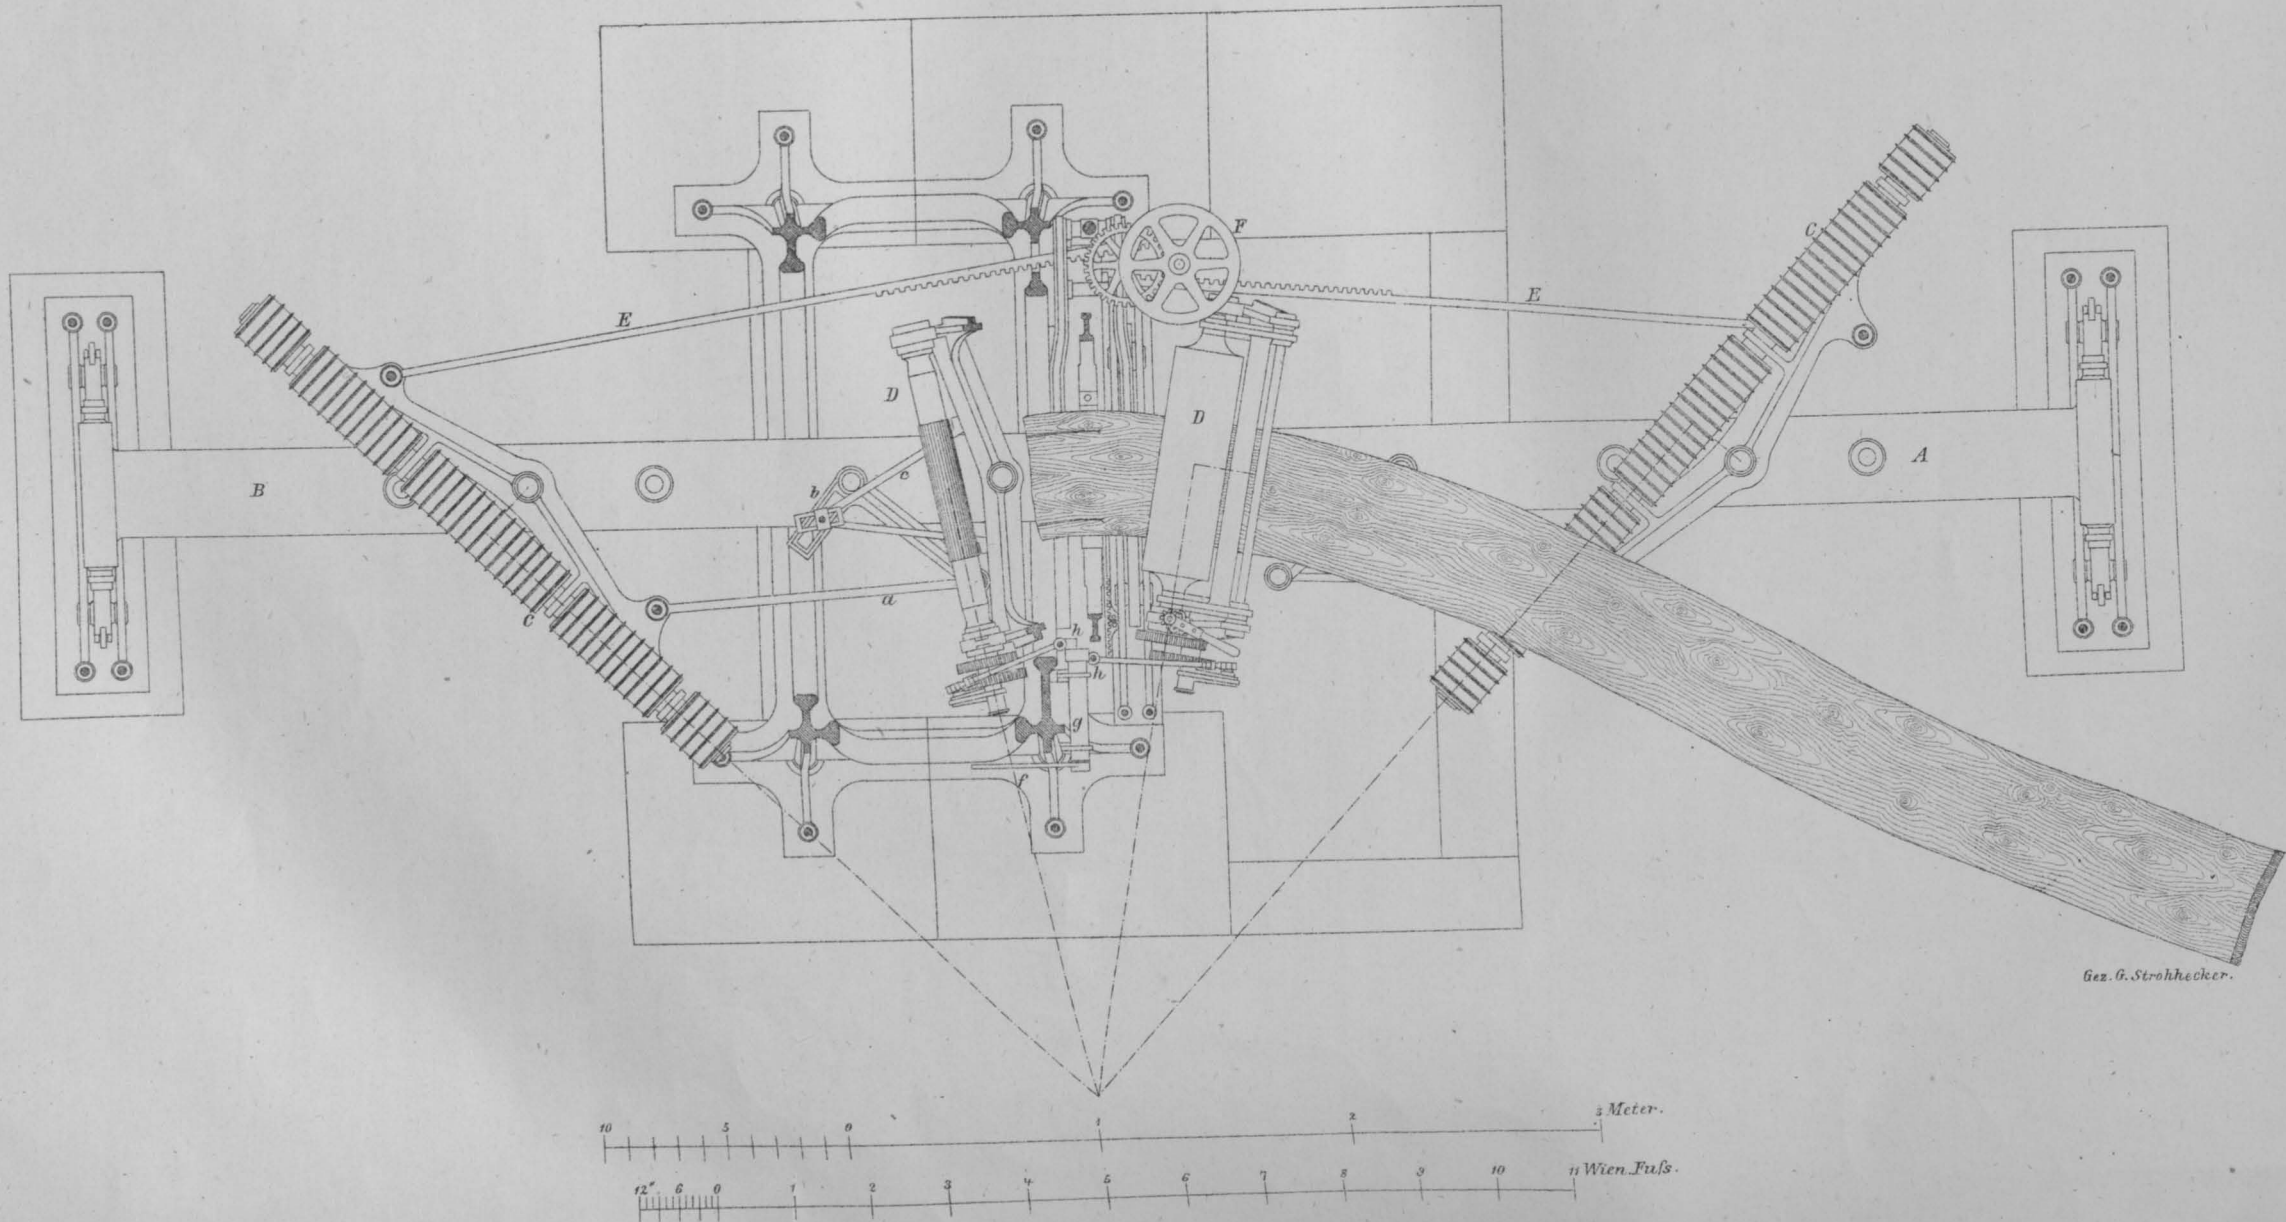 F
C
E
E
D
D
A
B
b
c
a
C
h
h
g
f
Gez. G. Strohhecker.
10 5 0 1 2 3 Meter.
12" 6 0 1 2 3 4 5 6 7 8 9 10 11 Wien. Fuſs.